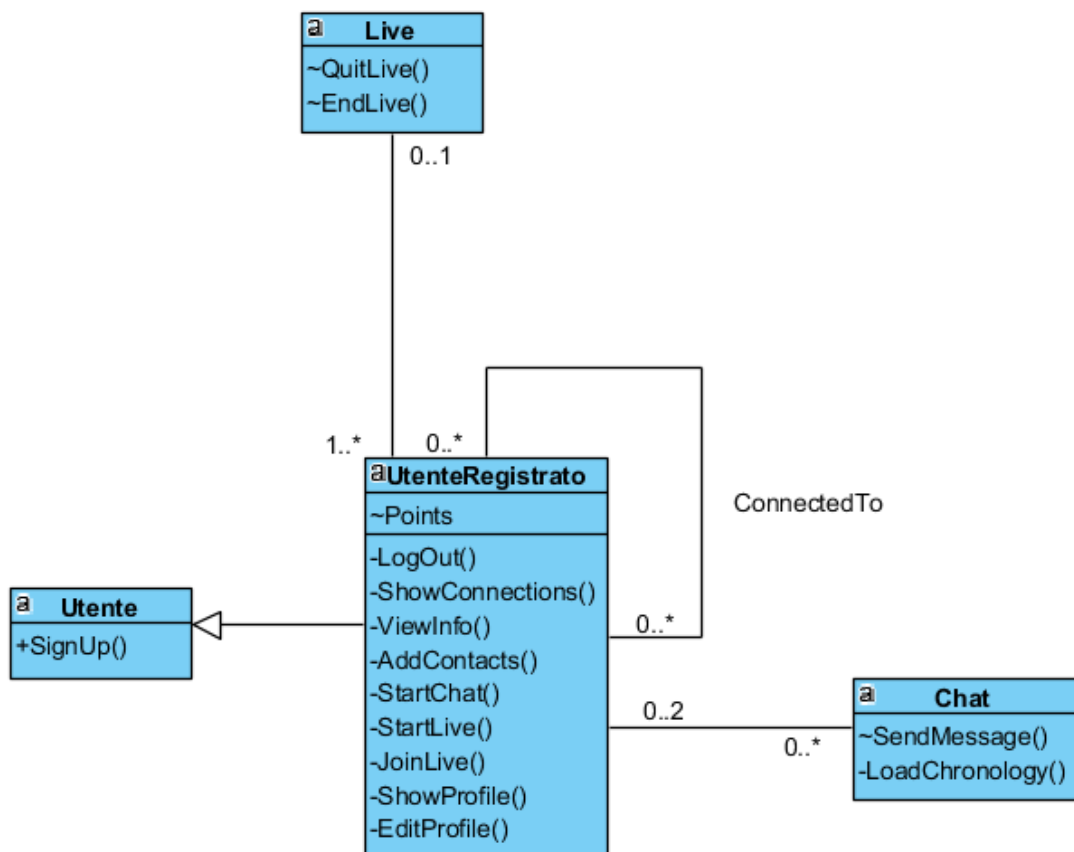 a Live
~QuitLive()
~EndLive()
0..1
1..*
0..*
a UtenteRegistrato
~Points
-LogOut()
-ShowConnections()
-ViewInfo()
-AddContacts()
-StartChat()
-StartLive()
-JoinLive()
-ShowProfile()
-EditProfile()
ConnectedTo
0..*
a Utente
+SignUp()
0..2
0..*
a Chat
~SendMessage()
-LoadChronology()